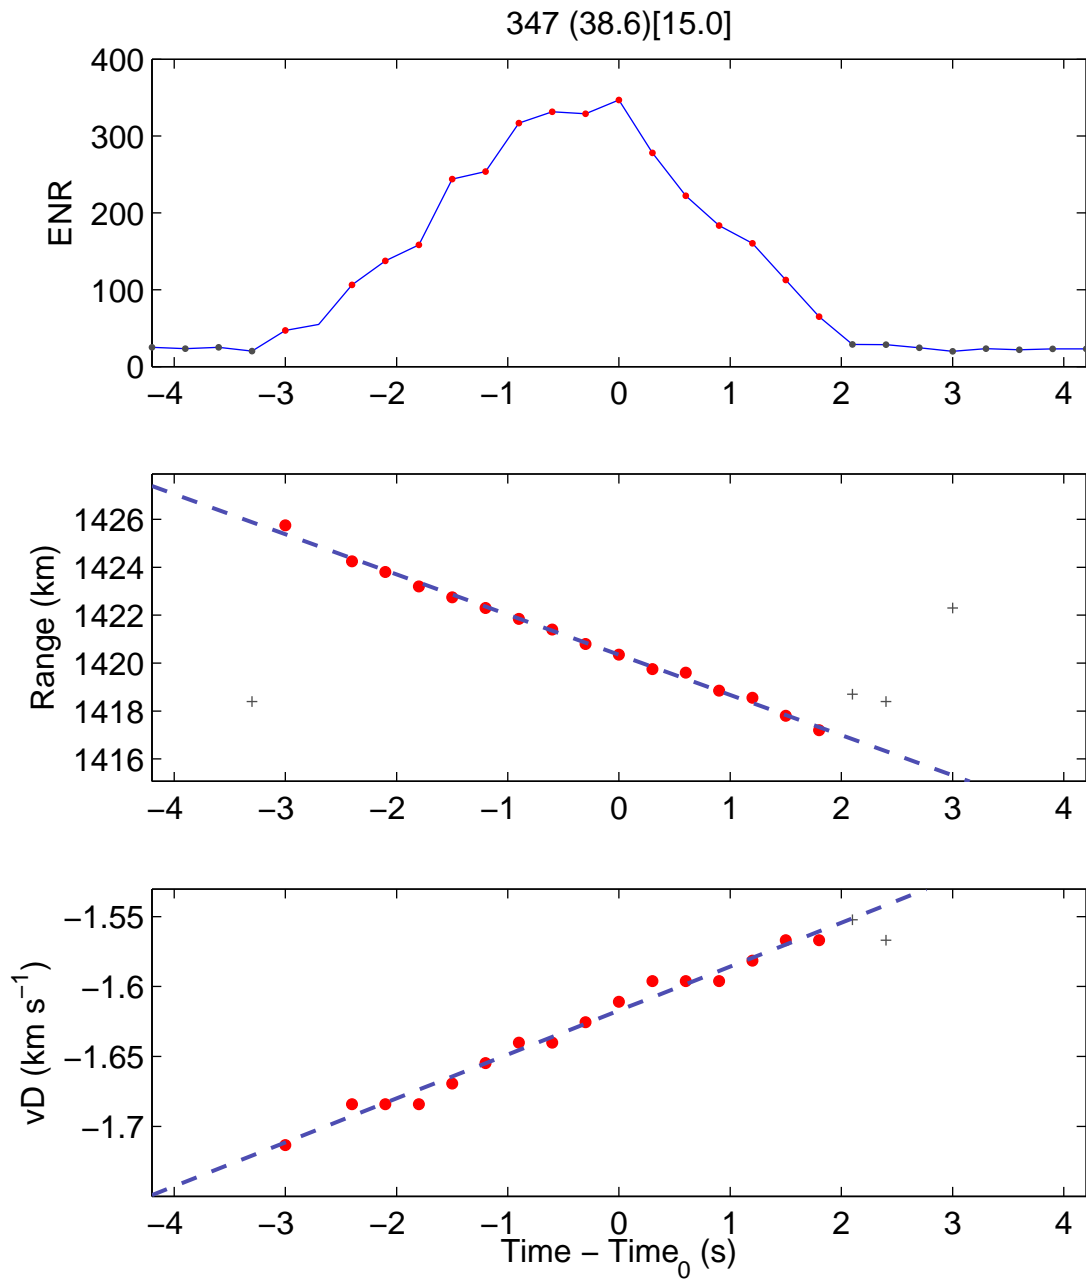 347 (38.6)[15.0]
400
300
200
100
0
ENR
−4 −3 −2 −1 0 1 2 3 4
1426
1424
1422
1420
1418
1416
Range (km)
−4 −3 −2 −1 0 1 2 3 4
−1.55
−1.6
−1.65
−1.7
vD (km s⁻¹)
−4 −3 −2 −1 0 1 2 3 4
Time − Time₀ (s)